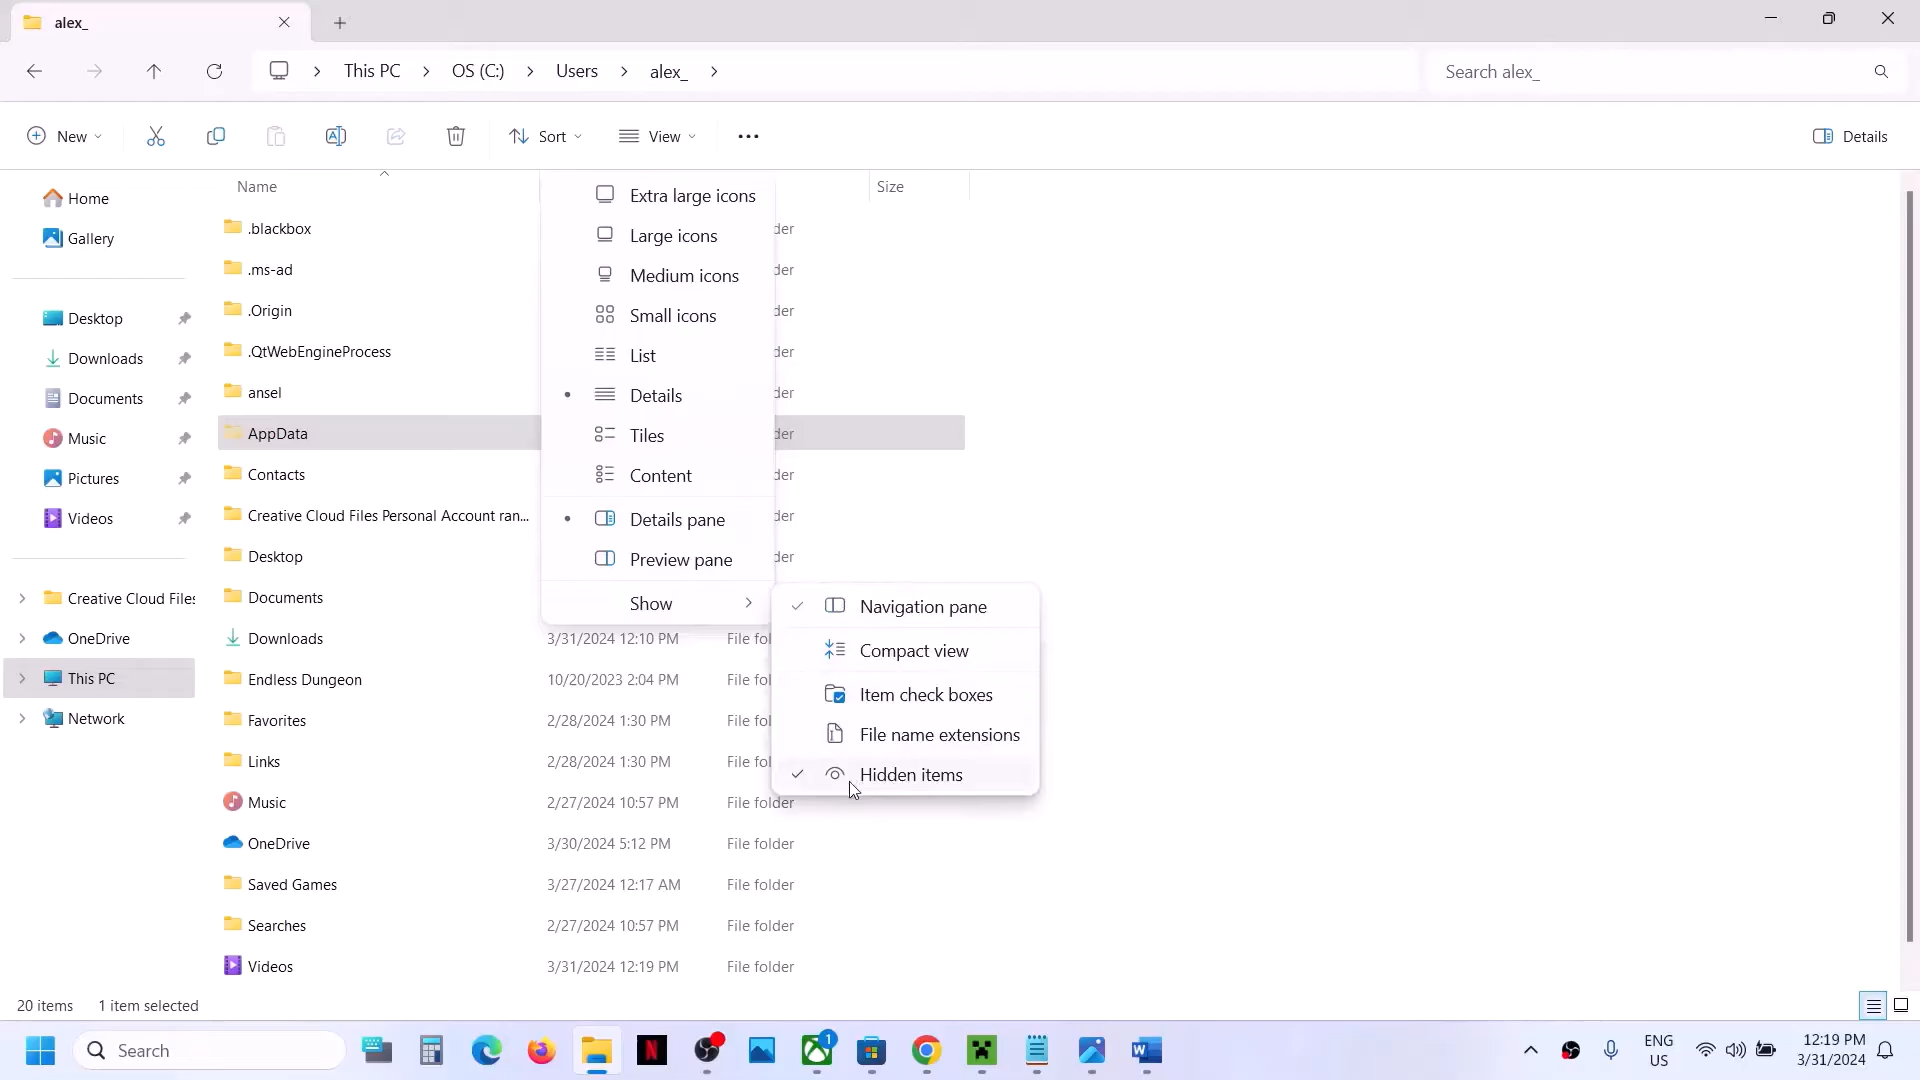 alex_
This PC > OS (C:) > Users > alex_ >
Search alex_
New
Sort
View
Details
Name
Size
Home
Gallery
Desktop
Downloads
Documents
Music
Pictures
Videos
Creative Cloud Files
OneDrive
This PC
Network
.blackbox
.ms-ad
.Origin
.QtWebEngineProcess
ansel
AppData
Contacts
Creative Cloud Files Personal Account ran...
Desktop
Documents
Downloads 3/31/2024 12:10 PM
Endless Dungeon 10/20/2023 2:04 PM
Favorites 2/28/2024 1:30 PM
Links 2/28/2024 1:30 PM
Music 2/27/2024 10:57 PM File folder
OneDrive 3/30/2024 5:12 PM File folder
Saved Games 3/27/2024 12:17 AM File folder
Searches 2/27/2024 10:57 PM File folder
Videos 3/31/2024 12:19 PM File folder
Extra large icons
Large icons
Medium icons
Small icons
List
Details
Tiles
Content
Details pane
Preview pane
Show
Navigation pane
Compact view
Item check boxes
File name extensions
Hidden items
20 items 1 item selected
Search
1
ENG
US
12:19 PM
3/31/2024